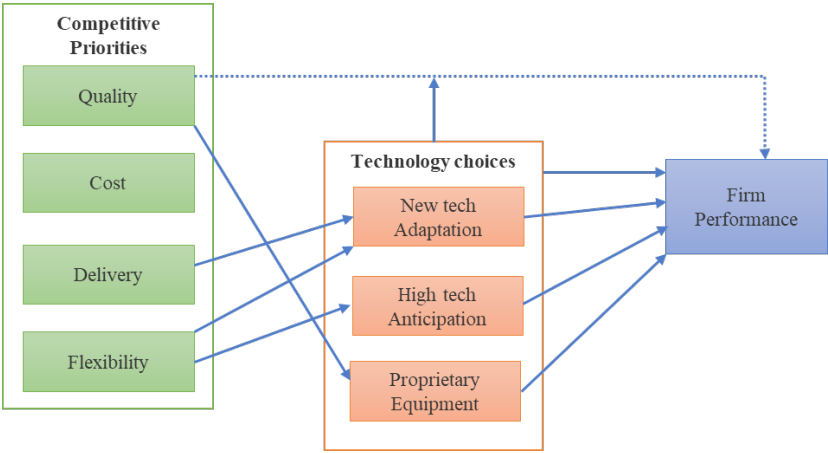 Competitive
Priorities
Quality
Cost
Delivery
Flexibility
Technology choices
New tech
Adaptation
High tech
Anticipation
Proprietary
Equipment
Firm
Performance